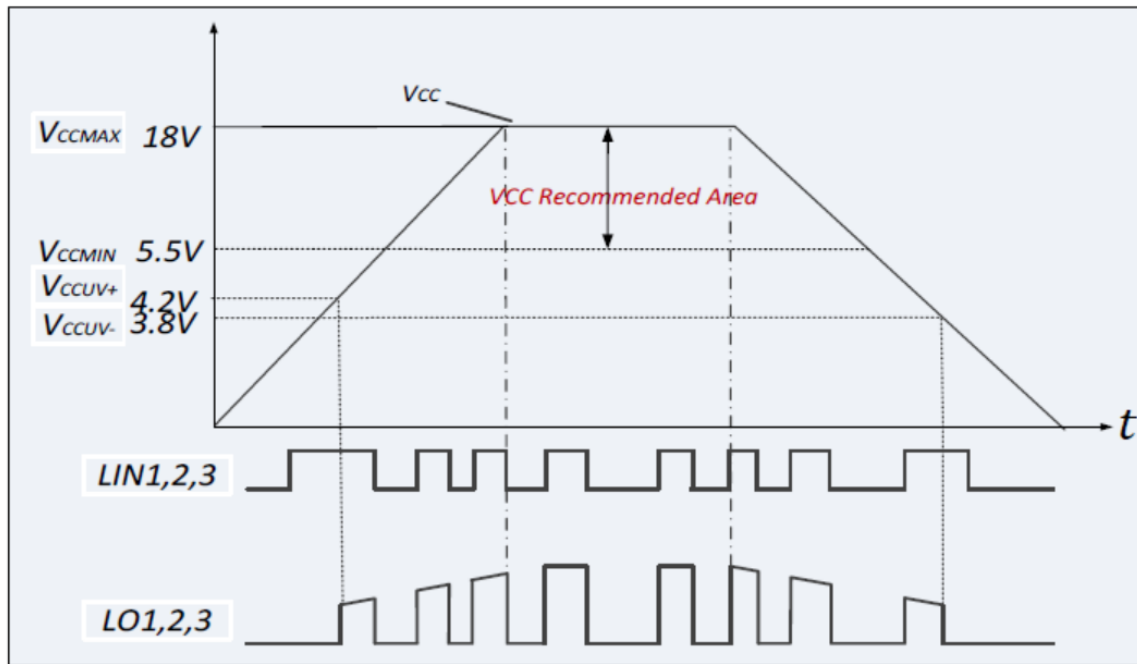 Vcc
VCCMAX 18V
VCC Recommended Area
VCCMIN 5.5V
VCCUV+ 4.2V
VCCUV- 3.8V
t
LIN1,2,3
LO1,2,3